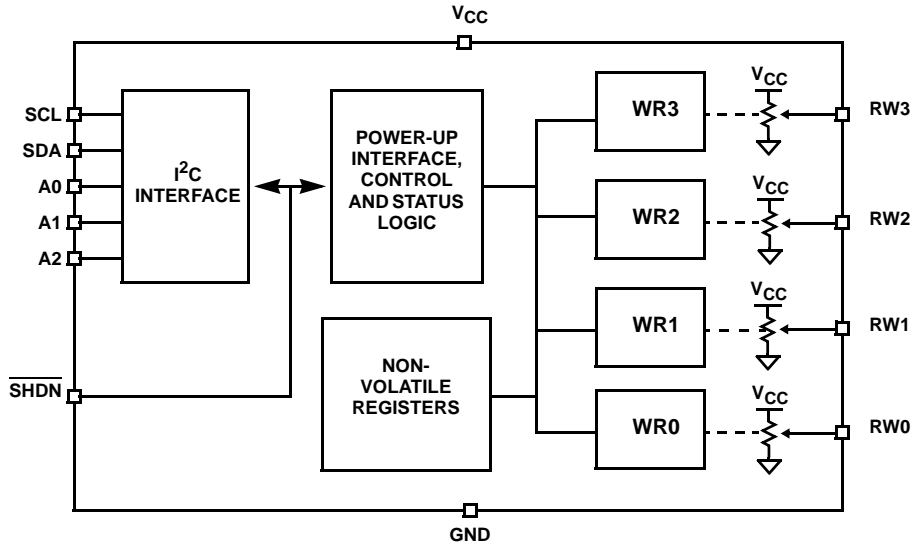 VCC
SCL
SDA
A0
A1
A2
SHDN
I2C
INTERFACE
POWER-UP
INTERFACE,
CONTROL
AND STATUS
LOGIC
NON-
VOLATILE
REGISTERS
WR3
VCC
RW3
WR2
VCC
RW2
WR1
VCC
RW1
WR0
VCC
RW0
GND